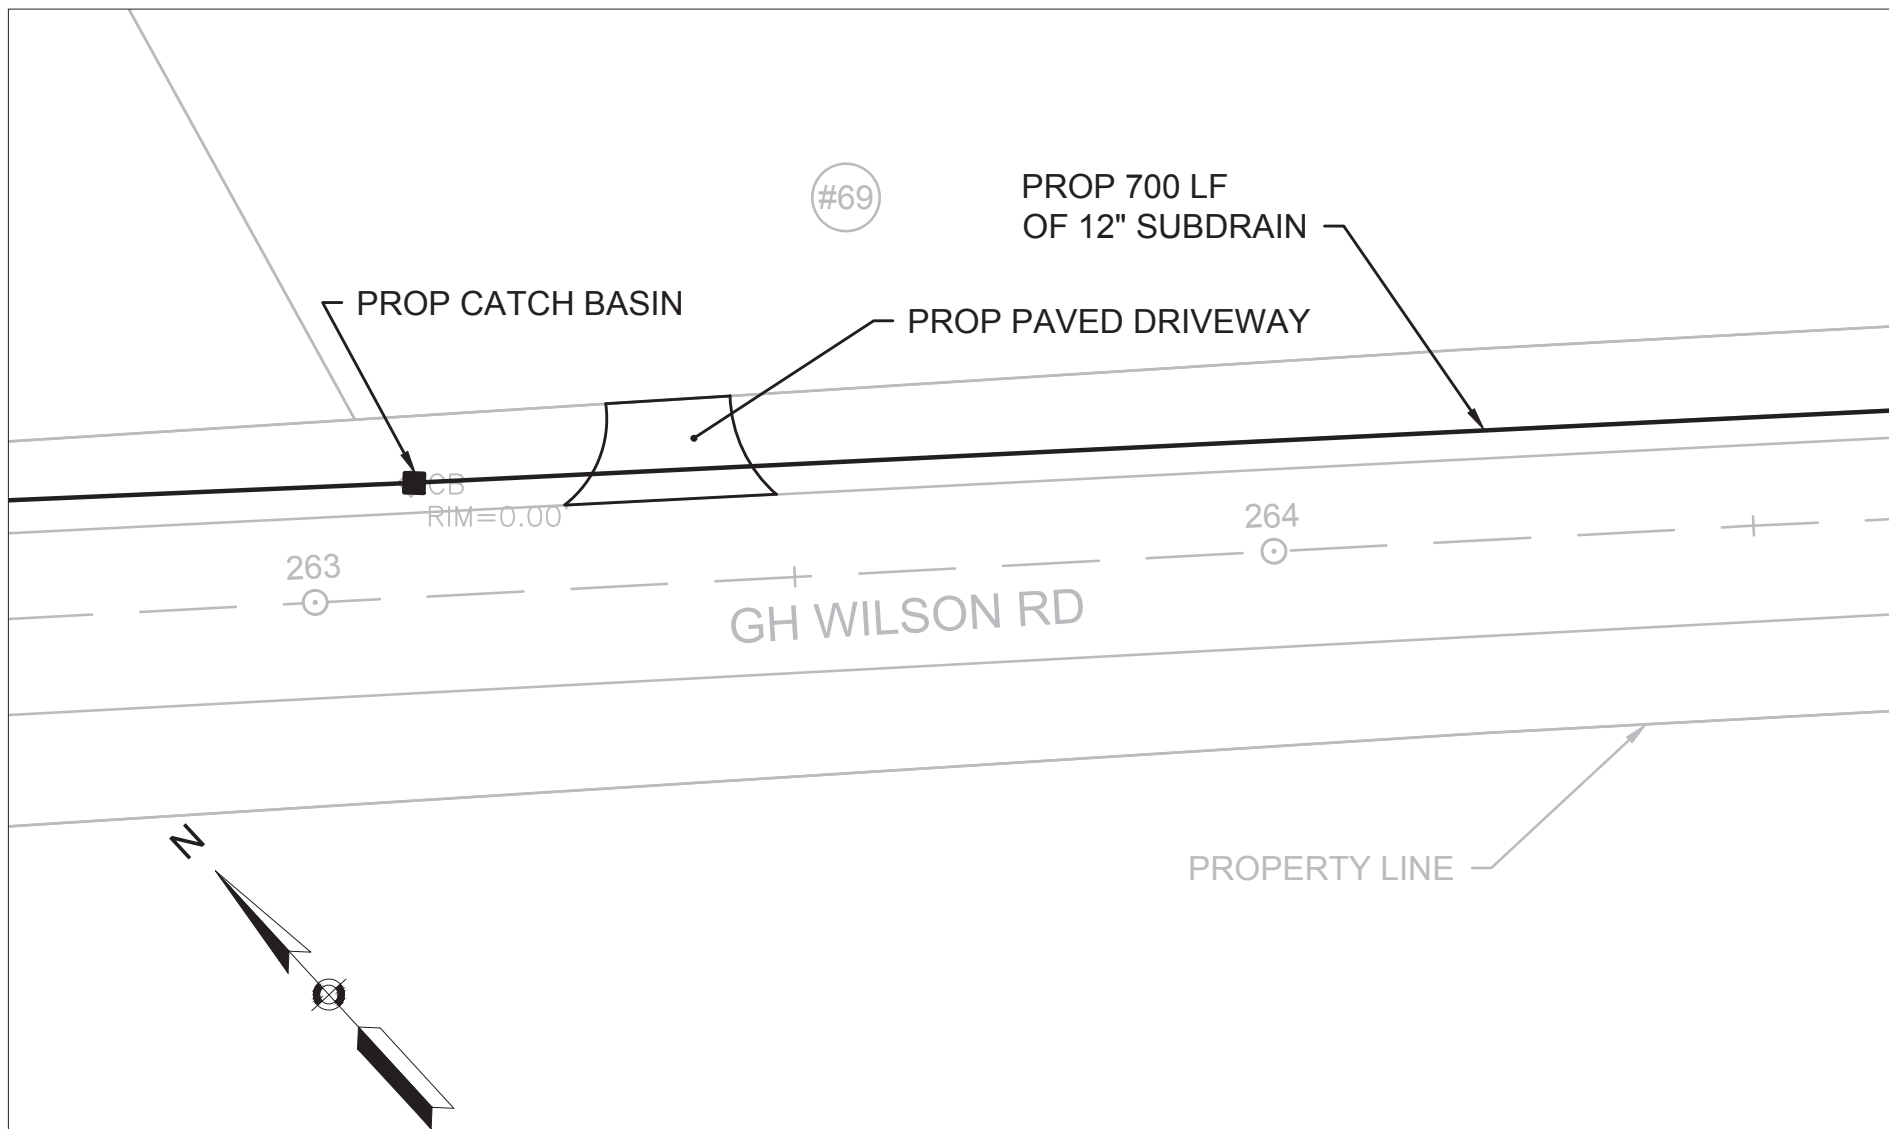 #69
PROP 700 LF
OF 12" SUBDRAIN
PROP CATCH BASIN
PROP PAVED DRIVEWAY
CB
RIM=0.00'
263
264
GH WILSON RD
PROPERTY LINE
N